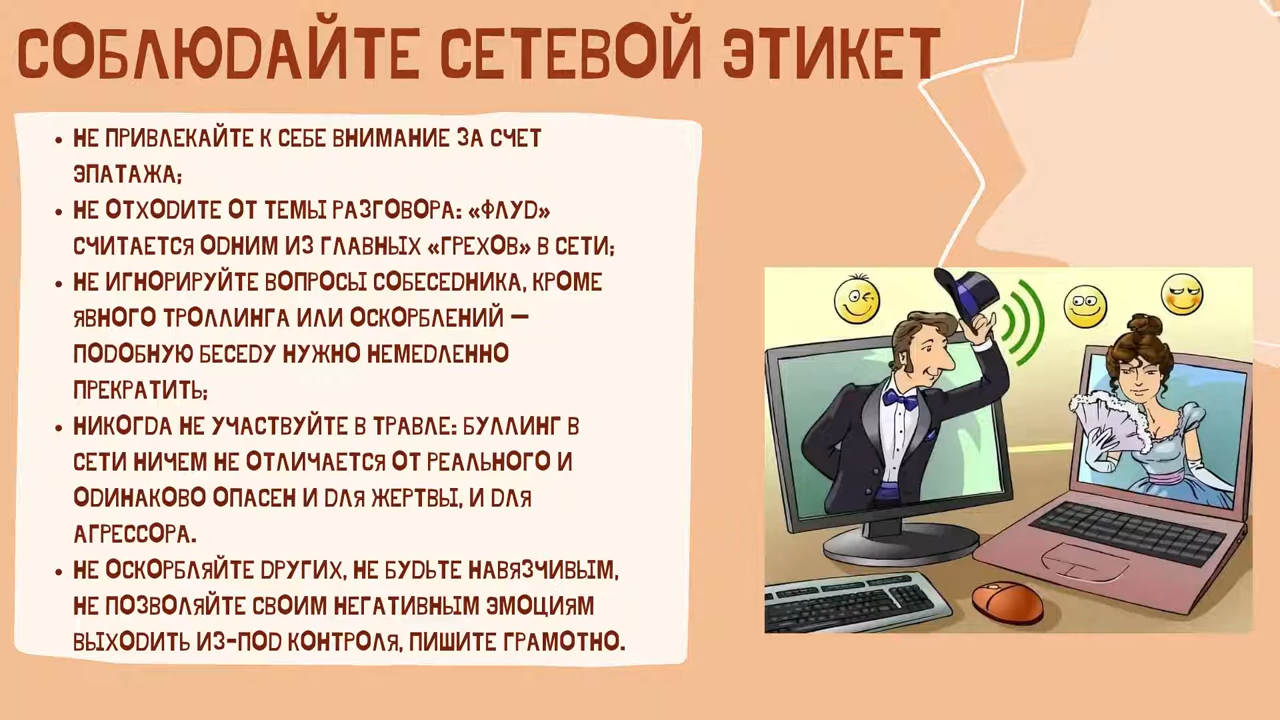 СОБЛЮДАЙТЕ СЕТЕВОЙ ЭТИКЕТ
• НЕ ПРИВЛЕКАЙТЕ К СЕБЕ ВНИМАНИЕ ЗА СЧЕТ
ЭПАТАЖА;
• НЕ ОТХОДИТЕ ОТ ТЕМЫ РАЗГОВОРА: «ФЛУД»
СЧИТАЕТСЯ ОДНИМ ИЗ ГЛАВНЫХ «ГРЕХОВ» В СЕТИ;
• НЕ ИГНОРИРУЙТЕ ВОПРОСЫ СОБЕСЕДНИКА, КРОМЕ
ЯВНОГО ТРОЛЛИНГА ИЛИ ОСКОРБЛЕНИЙ —
ПОДОБНУЮ БЕСЕДУ НУЖНО НЕМЕДЛЕННО
ПРЕКРАТИТЬ;
• НИКОГДА НЕ УЧАСТВУЙТЕ В ТРАВЛЕ: БУЛЛИНГ В
СЕТИ НИЧЕМ НЕ ОТЛИЧАЕТСЯ ОТ РЕАЛЬНОГО И
ОДИНАКОВО ОПАСЕН И ДЛЯ ЖЕРТВЫ, И ДЛЯ
АГРЕССОРА.
• НЕ ОСКОРБЛЯЙТЕ ДРУГИХ, НЕ БУДЬТЕ НАВЯЗЧИВЫМ,
НЕ ПОЗВОЛЯЙТЕ СВОИМ НЕГАТИВНЫМ ЭМОЦИЯМ
ВЫХОДИТЬ ИЗ-ПОД КОНТРОЛЯ, ПИШИТЕ ГРАМОТНО.